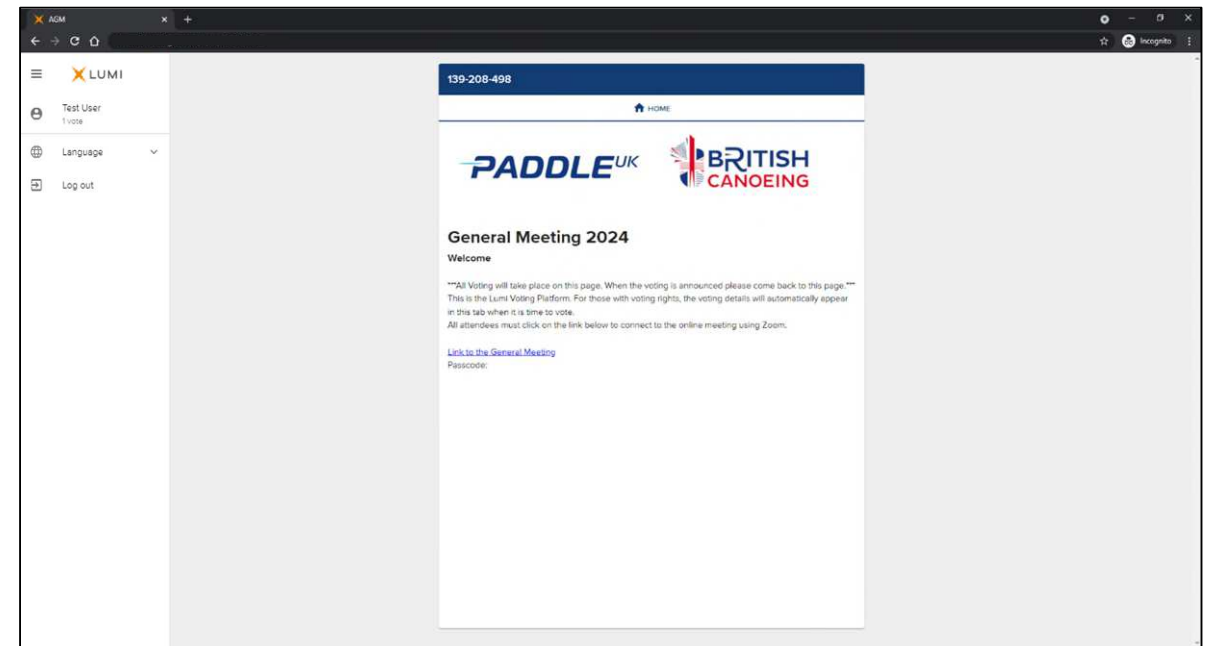 AGM
Incognito
LUMI
Test User
1 vote
Language
Log out
139-208-498
HOME
PADDLE UK
BRITISH
CANOEING
General Meeting 2024
Welcome
***All Voting will take place on this page. When the voting is announced please come back to this page.***
This is the Lumi Voting Platform. For those with voting rights, the voting details will automatically appear
in this tab when it is time to vote.
All attendees must click on the link below to connect to the online meeting using Zoom.
Link to the General Meeting
Passcode: